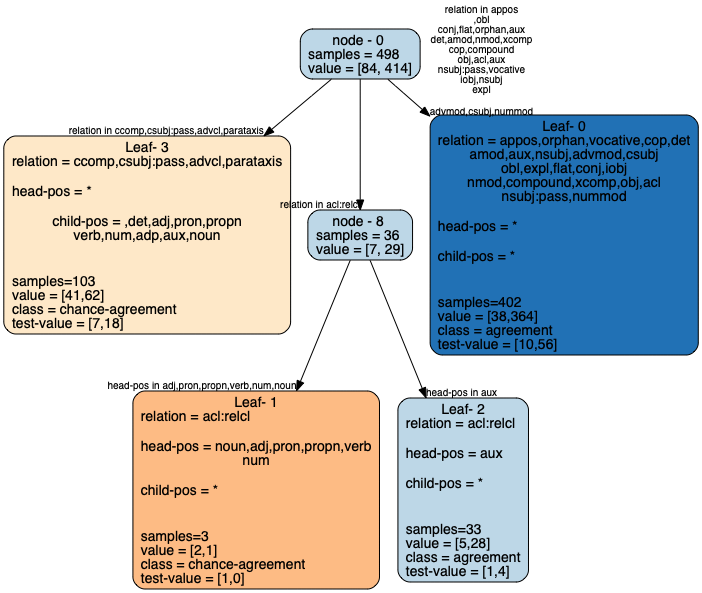 relation in appos
,obl
conj,flat,orphan,aux
det,amod,nmod,xcomp
cop,compound
obj,acl,aux
nsubj:pass,vocative
iobj,nsubj
expl
advmod,csubj,nummod
node - 0
samples = 498
value = [84, 414]
relation in ccomp,csubj:pass,advcl,parataxis
Leaf- 3
relation = ccomp,csubj:pass,advcl,parataxis
head-pos = *
child-pos = ,det,adj,pron,propn
verb,num,adp,aux,noun
samples=103
value = [41,62]
class = chance-agreement
test-value = [7,18]
relation in acl:relcl
node - 8
samples = 36
value = [7, 29]
Leaf- 0
relation = appos,orphan,vocative,cop,det
amod,aux,nsubj,advmod,csubj
obl,expl,flat,conj,iobj
nmod,compound,xcomp,obj,acl
nsubj:pass,nummod
head-pos = *
child-pos = *
samples=402
value = [38,364]
class = agreement
test-value = [10,56]
head-pos in adj,pron,propn,verb,num,noun
Leaf- 1
relation = acl:relcl
head-pos = noun,adj,pron,propn,verb
num
child-pos = *
samples=3
value = [2,1]
class = chance-agreement
test-value = [1,0]
head-pos in aux
Leaf- 2
relation = acl:relcl
head-pos = aux
child-pos = *
samples=33
value = [5,28]
class = agreement
test-value = [1,4]